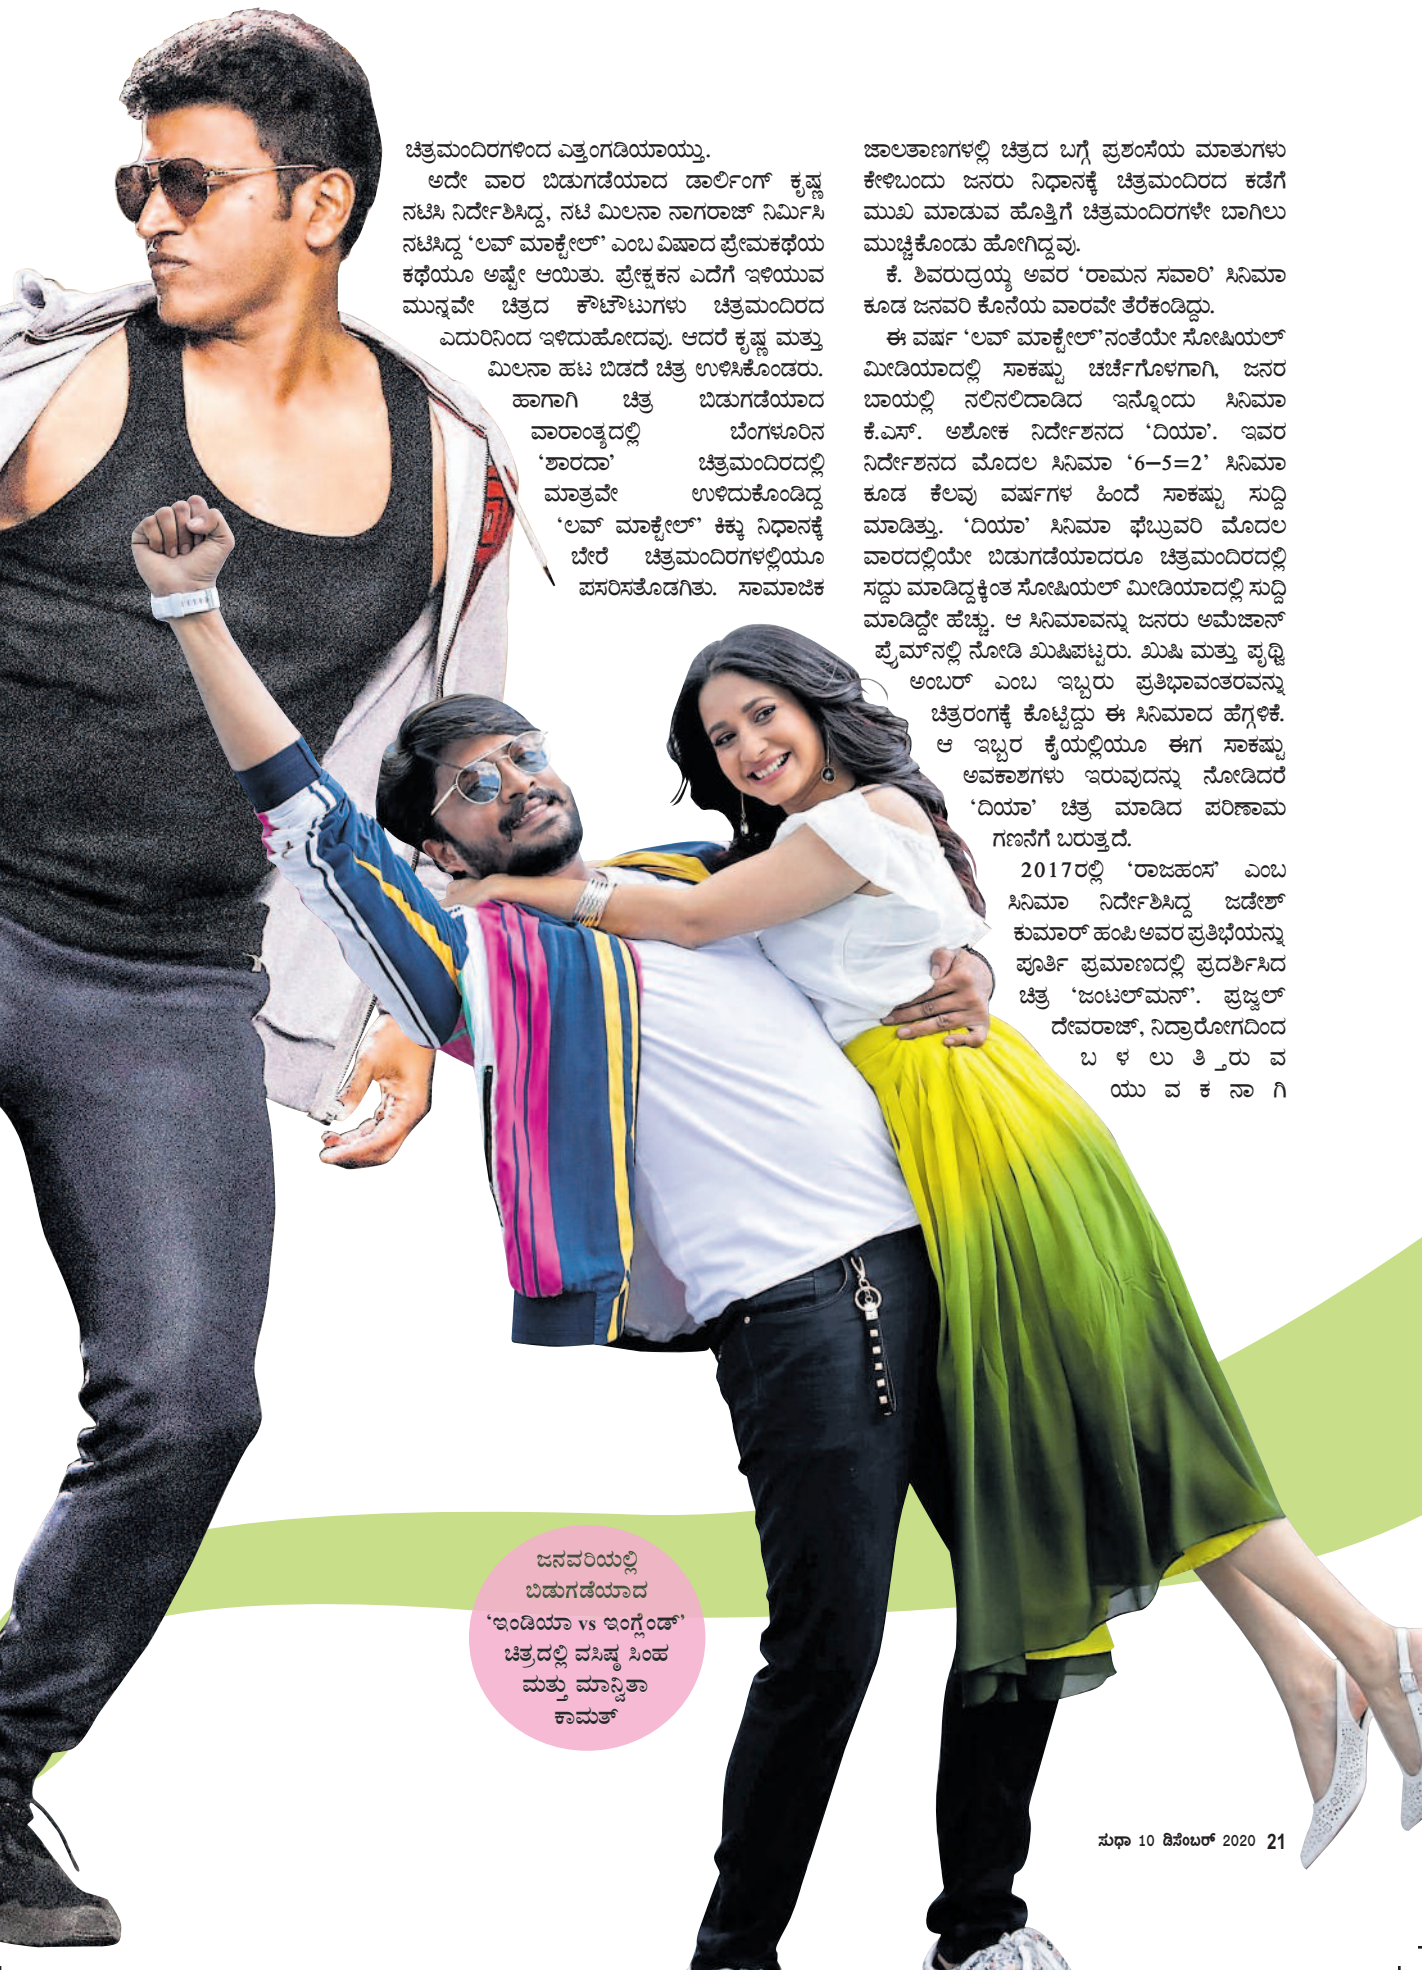 ಚಿತ್ರಮಂದಿರಗಳಿಂದ ಎತ್ತಂಗಡಿಯಾಯ್ತು.
ಅದೇ ವಾರ ಬಿಡುಗಡೆಯಾದ ಡಾರ್ಲಿಂಗ್ ಕೃಷ್ಣ
ನಟಿಸಿ ನಿರ್ದೇಶಿಸಿದ್ದ, ನಟಿ ಮಿಲನಾ ನಾಗರಾಜ್ ನಿರ್ಮಿಸಿ
ನಟಿಸಿದ್ದ ‘ಲವ್ ಮಾಕ್ಟೇಲ್’ ಎಂಬ ವಿಷಾದ ಪ್ರೇಮಕಥೆಯ
ಕಥೆಯೂ ಅಷ್ಟೇ ಆಯಿತು. ಪ್ರೇಕ್ಷಕನ ಎದೆಗೆ ಇಳಿಯುವ
ಮುನ್ನವೇ ಚಿತ್ರದ ಕೌಟೌಟುಗಳು ಚಿತ್ರಮಂದಿರದ
ಎದುರಿನಿಂದ ಇಳಿದುಹೋದವು. ಆದರೆ ಕೃಷ್ಣ ಮತ್ತು
ಮಿಲನಾ ಹಟ ಬಿಡದೆ ಚಿತ್ರ ಉಳಿಸಿಕೊಂಡರು.
ಹಾಗಾಗಿ ಚಿತ್ರ ಬಿಡುಗಡೆಯಾದ
ವಾರಾಂತ್ಯದಲ್ಲಿ ಬೆಂಗಳೂರಿನ
‘ಶಾರದಾ’ ಚಿತ್ರಮಂದಿರದಲ್ಲಿ
ಮಾತ್ರವೇ ಉಳಿದುಕೊಂಡಿದ್ದ
‘ಲವ್ ಮಾಕ್ಟೇಲ್’ ಕಿಕ್ಕು ನಿಧಾನಕ್ಕೆ
ಬೇರೆ ಚಿತ್ರಮಂದಿರಗಳಲ್ಲಿಯೂ
ಪಸರಿಸತೊಡಗಿತು. ಸಾಮಾಜಿಕ
ಜಾಲತಾಣಗಳಲ್ಲಿ ಚಿತ್ರದ ಬಗ್ಗೆ ಪ್ರಶಂಸೆಯ ಮಾತುಗಳು
ಕೇಳಿಬಂದು ಜನರು ನಿಧಾನಕ್ಕೆ ಚಿತ್ರಮಂದಿರದ ಕಡೆಗೆ
ಮುಖ ಮಾಡುವ ಹೊತ್ತಿಗೆ ಚಿತ್ರಮಂದಿರಗಳೇ ಬಾಗಿಲು
ಮುಚ್ಚಿಕೊಂಡು ಹೋಗಿದ್ದವು.
ಕೆ. ಶಿವರುದ್ರಯ್ಯ ಅವರ ‘ರಾಮನ ಸವಾರಿ’ ಸಿನಿಮಾ
ಕೂಡ ಜನವರಿ ಕೊನೆಯ ವಾರವೇ ತೆರೆಕಂಡಿದ್ದು.
ಈ ವರ್ಷ ‘ಲವ್ ಮಾಕ್ಟೇಲ್’ನಂತೆಯೇ ಸೋಷಿಯಲ್
ಮೀಡಿಯಾದಲ್ಲಿ ಸಾಕಷ್ಟು ಚರ್ಚೆಗೊಳಗಾಗಿ, ಜನರ
ಬಾಯಲ್ಲಿ ನಲಿನಲಿದಾಡಿದ ಇನ್ನೊಂದು ಸಿನಿಮಾ
ಕೆ.ಎಸ್. ಅಶೋಕ ನಿರ್ದೇಶನದ ‘ದಿಯಾ’. ಇವರ
ನಿರ್ದೇಶನದ ಮೊದಲ ಸಿನಿಮಾ ‘6–5=2’ ಸಿನಿಮಾ
ಕೂಡ ಕೆಲವು ವರ್ಷಗಳ ಹಿಂದೆ ಸಾಕಷ್ಟು ಸುದ್ದಿ
ಮಾಡಿತ್ತು. ‘ದಿಯಾ’ ಸಿನಿಮಾ ಫೆಬ್ರುವರಿ ಮೊದಲ
ವಾರದಲ್ಲಿಯೇ ಬಿಡುಗಡೆಯಾದರೂ ಚಿತ್ರಮಂದಿರದಲ್ಲಿ
ಸದ್ದು ಮಾಡಿದ್ದಕ್ಕಿಂತ ಸೋಷಿಯಲ್ ಮೀಡಿಯಾದಲ್ಲಿ ಸುದ್ದಿ
ಮಾಡಿದ್ದೇ ಹೆಚ್ಚು. ಆ ಸಿನಿಮಾವನ್ನು ಜನರು ಅಮೆಜಾನ್
ಪ್ರೈಮ್‌ನಲ್ಲಿ ನೋಡಿ ಖುಷಿಪಟ್ಟರು. ಖುಷಿ ಮತ್ತು ಪೃಥ್ವಿ
ಅಂಬರ್ ಎಂಬ ಇಬ್ಬರು ಪ್ರತಿಭಾವಂತರವನ್ನು
ಚಿತ್ರರಂಗಕ್ಕೆ ಕೊಟ್ಟಿದ್ದು ಈ ಸಿನಿಮಾದ ಹೆಗ್ಗಳಿಕೆ.
ಆ ಇಬ್ಬರ ಕೈಯಲ್ಲಿಯೂ ಈಗ ಸಾಕಷ್ಟು
ಅವಕಾಶಗಳು ಇರುವುದನ್ನು ನೋಡಿದರೆ
‘ದಿಯಾ’ ಚಿತ್ರ ಮಾಡಿದ ಪರಿಣಾಮ
ಗಣನೆಗೆ ಬರುತ್ತದೆ.
2017ರಲ್ಲಿ ‘ರಾಜಹಂಸ’ ಎಂಬ
ಸಿನಿಮಾ ನಿರ್ದೇಶಿಸಿದ್ದ ಜಡೇಶ್
ಕುಮಾರ್ ಹಂಪಿ ಅವರ ಪ್ರತಿಭೆಯನ್ನು
ಪೂರ್ತಿ ಪ್ರಮಾಣದಲ್ಲಿ ಪ್ರದರ್ಶಿಸಿದ
ಚಿತ್ರ ‘ಜಂಟಲ್‌ಮನ್’. ಪ್ರಜ್ವಲ್
ದೇವರಾಜ್, ನಿದ್ರಾರೋಗದಿಂದ
ಬಳಲುತ್ತಿರುವ
ಯುವಕನಾಗಿ
ಜನವರಿಯಲ್ಲಿ
ಬಿಡುಗಡೆಯಾದ
‘ಇಂಡಿಯಾ vs ಇಂಗ್ಲೆಂಡ್’
ಚಿತ್ರದಲ್ಲಿ ವಸಿಷ್ಠ ಸಿಂಹ
ಮತ್ತು ಮಾನ್ವಿತಾ
ಕಾಮತ್
ಸುಧಾ 10 ಡಿಸೆಂಬರ್ 2020 21